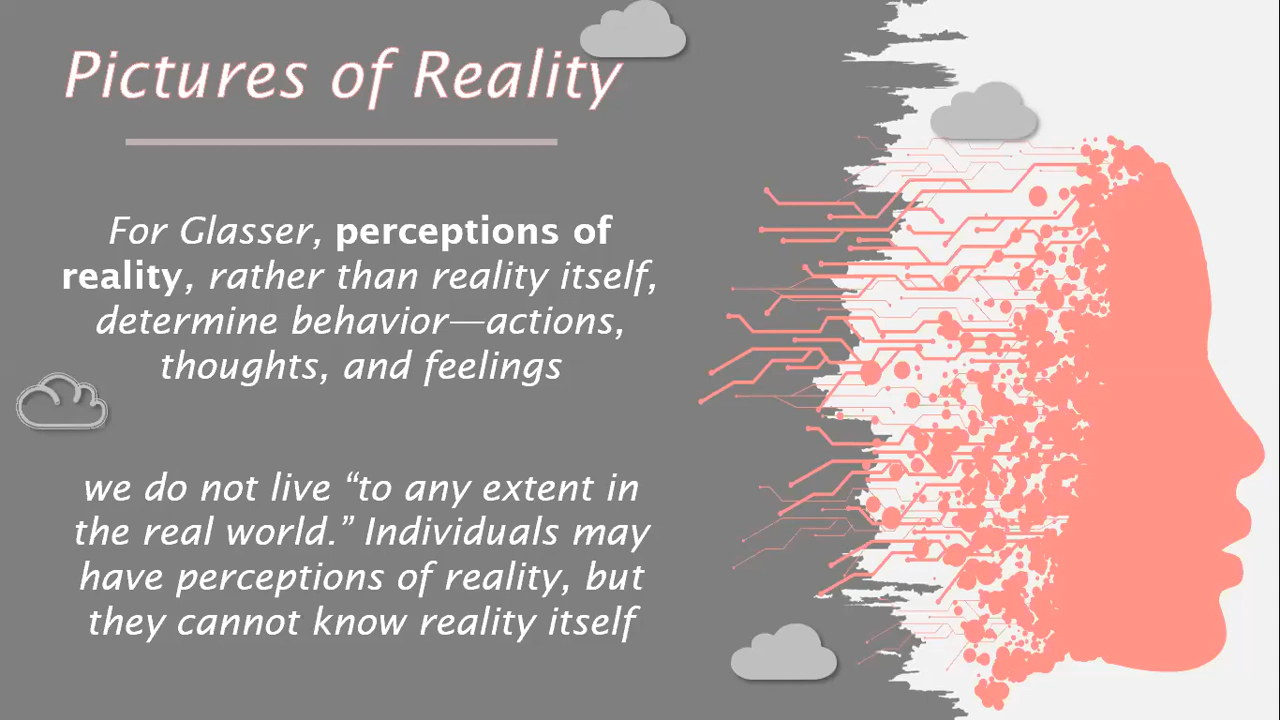 Pictures of Reality
For Glasser, perceptions of
reality, rather than reality itself,
determine behavior—actions,
thoughts, and feelings
we do not live “to any extent in
the real world.” Individuals may
have perceptions of reality, but
they cannot know reality itself